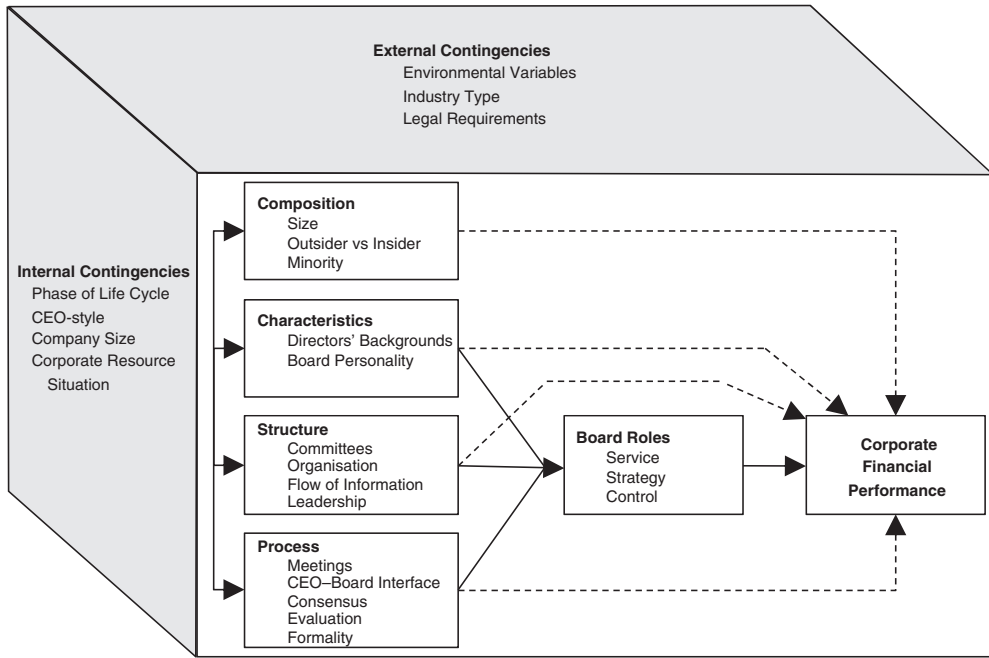 External Contingencies
Environmental Variables
Industry Type
Legal Requirements
Internal Contingencies
Phase of Life Cycle
CEO-style
Company Size
Corporate Resource
Situation
Composition
Size
Outsider vs Insider
Minority
Characteristics
Directors' Backgrounds
Board Personality
Structure
Committees
Organisation
Flow of Information
Leadership
Process
Meetings
CEO–Board Interface
Consensus
Evaluation
Formality
Board Roles
Service
Strategy
Control
Corporate
Financial
Performance